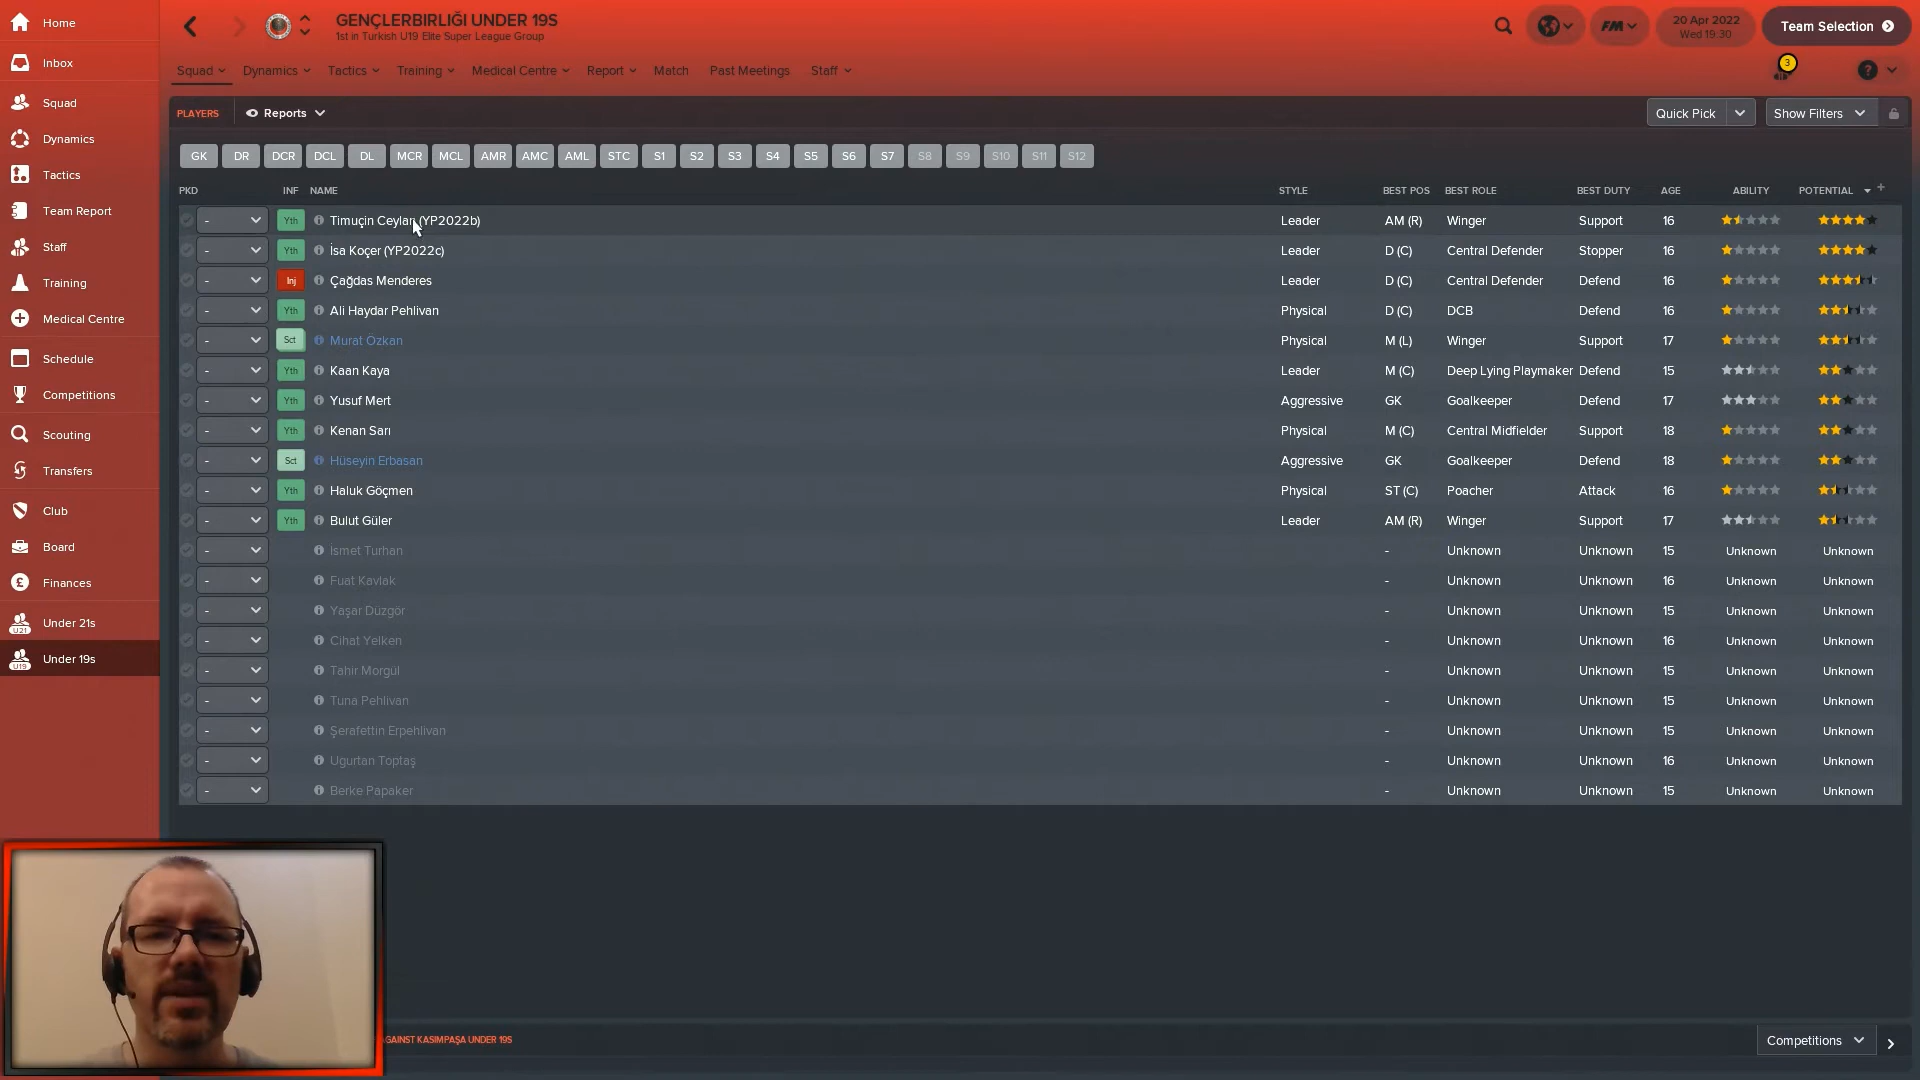 Home
Inbox
Squad
Dynamics
Tactics
Team Report
Staff
Training
Medical Centre
Schedule
Competitions
Scouting
Transfers
Club
Board
Finances
U21 Under 21s
U19 Under 19s
GENÇLERBİRLİĞİ UNDER 19S
1st in Turkish U19 Elite Super League Group
FM
20 Apr 2022
Wed 19:30
Team Selection
Squad Dynamics Tactics Training Medical Centre Report Match Past Meetings Staff
3
?
PLAYERS Reports Quick Pick Show Filters
GK DR DCR DCL DL MCR MCL AMR AMC AML STC S1 S2 S3 S4 S5 S6 S7 S8 S9 S10 S11 S12
PKD INF NAME STYLE BEST POS BEST ROLE BEST DUTY AGE ABILITY POTENTIAL +
- Yth Timuçin Ceylan (YP2022b) Leader AM (R) Winger Support 16
- Yth İsa Koçer (YP2022c) Leader D (C) Central Defender Stopper 16
- Inj Çağdas Menderes Leader D (C) Central Defender Defend 16
- Yth Ali Haydar Pehlivan Physical D (C) DCB Defend 16
- Sct Murat Özkan Physical M (L) Winger Support 17
- Yth Kaan Kaya Leader M (C) Deep Lying Playmaker Defend 15
- Yth Yusuf Mert Aggressive GK Goalkeeper Defend 17
- Yth Kenan Sarı Physical M (C) Central Midfielder Support 18
- Sct Hüseyin Erbasan Aggressive GK Goalkeeper Defend 18
- Yth Haluk Göçmen Physical ST (C) Poacher Attack 16
- Yth Bulut Güler Leader AM (R) Winger Support 17
- İsmet Turhan - Unknown Unknown 15 Unknown Unknown
- Fuat Kavlak - Unknown Unknown 16 Unknown Unknown
- Yaşar Düzgör - Unknown Unknown 15 Unknown Unknown
- Cihat Yelken - Unknown Unknown 16 Unknown Unknown
- Tahir Morgül - Unknown Unknown 15 Unknown Unknown
- Tuna Pehlivan - Unknown Unknown 15 Unknown Unknown
- Şerafettin Erpehlivan - Unknown Unknown 15 Unknown Unknown
- Ugurtan Toptaş - Unknown Unknown 16 Unknown Unknown
- Berke Papaker - Unknown Unknown 15 Unknown Unknown
AGAINST KASIMPAŞA UNDER 19S
Competitions